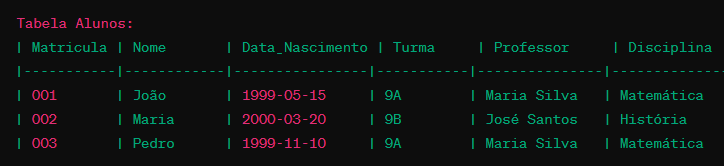 Tabela Alunos:
| Matricula | Nome | Data_Nascimento | Turma | Professor | Disciplina
|-----------|------------|-----------------|-----------|---------------|-------------
| 001 | João | 1999-05-15 | 9A | Maria Silva | Matemática
| 002 | Maria | 2000-03-20 | 9B | José Santos | História
| 003 | Pedro | 1999-11-10 | 9A | Maria Silva | Matemática